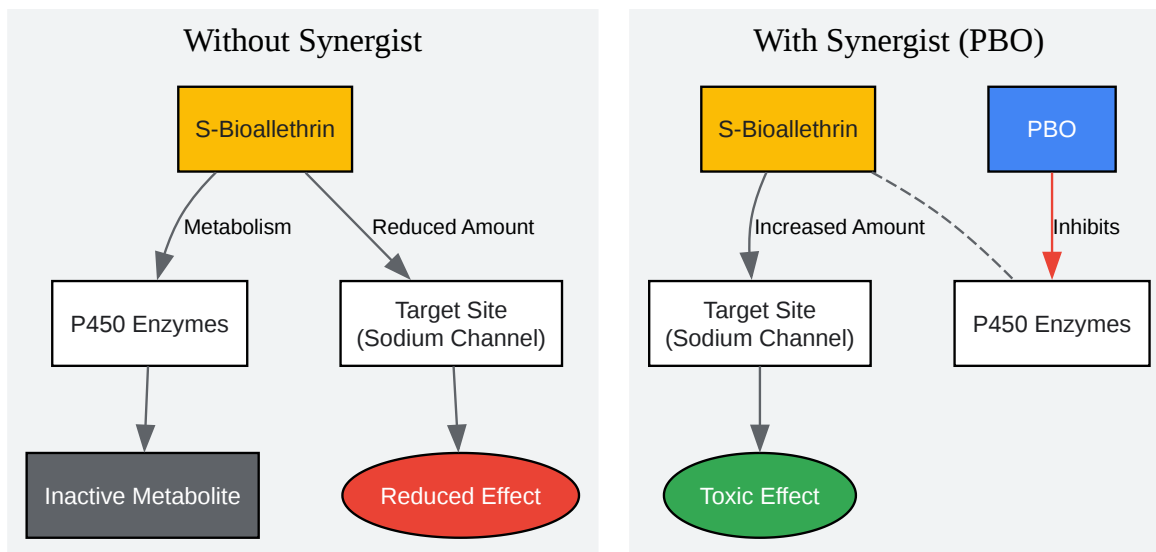 Without Synergist
S-Bioallethrin
Metabolism
Reduced Amount
P450 Enzymes
Target Site
(Sodium Channel)
Inactive Metabolite
Reduced Effect
With Synergist (PBO)
S-Bioallethrin
PBO
Increased Amount
Inhibits
Target Site
(Sodium Channel)
P450 Enzymes
Toxic Effect